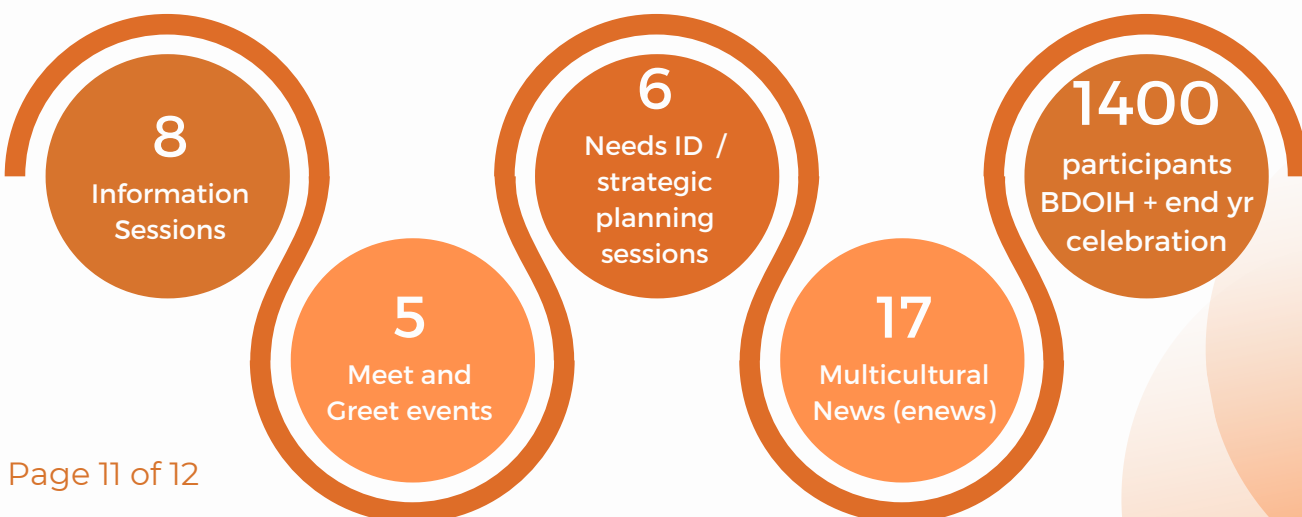 8
Information
Sessions
5
Meet and
Greet events
6
Needs ID /
strategic
planning
sessions
17
Multicultural
News (enews)
1400
participants
BDOIH + end yr
celebration
Page 11 of 12